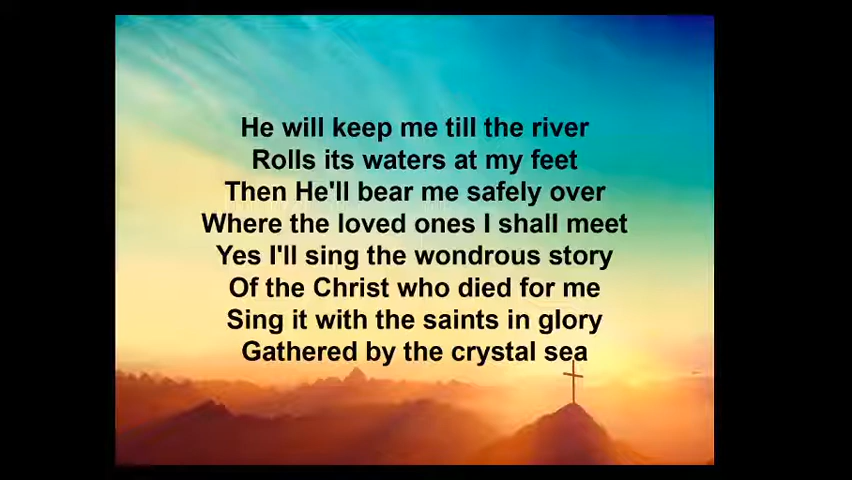 He will keep me till the river
Rolls its waters at my feet
Then He'll bear me safely over
Where the loved ones I shall meet
Yes I'll sing the wondrous story
Of the Christ who died for me
Sing it with the saints in glory
Gathered by the crystal sea